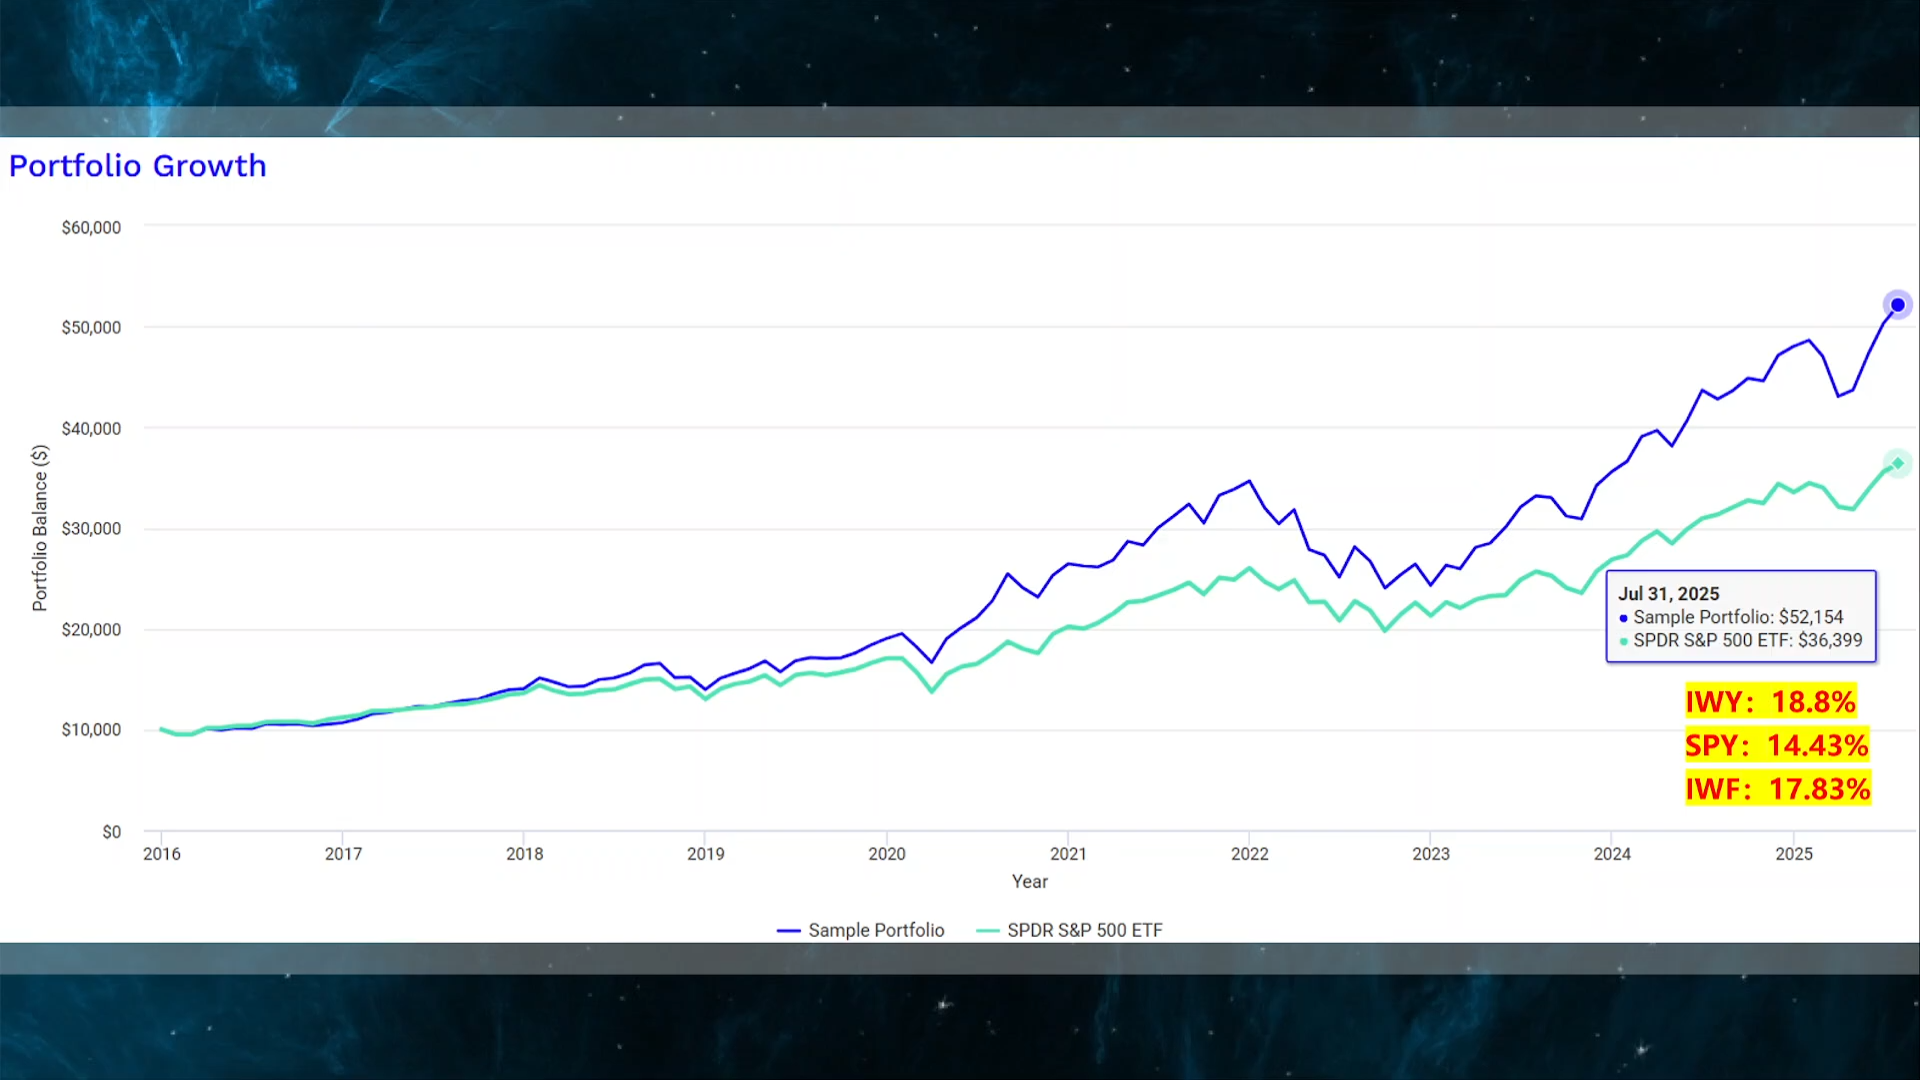 Portfolio Growth
$60,000
$50,000
$40,000
$30,000
$20,000
$10,000
$0
Portfolio Balance ($)
2016 2017 2018 2019 2020 2021 2022 2023 2024 2025
Year
Sample Portfolio SPDR S&P 500 ETF
Jul 31, 2025
Sample Portfolio: $52,154
SPDR S&P 500 ETF: $36,399
IWY: 18.8%
SPY: 14.43%
IWF: 17.83%